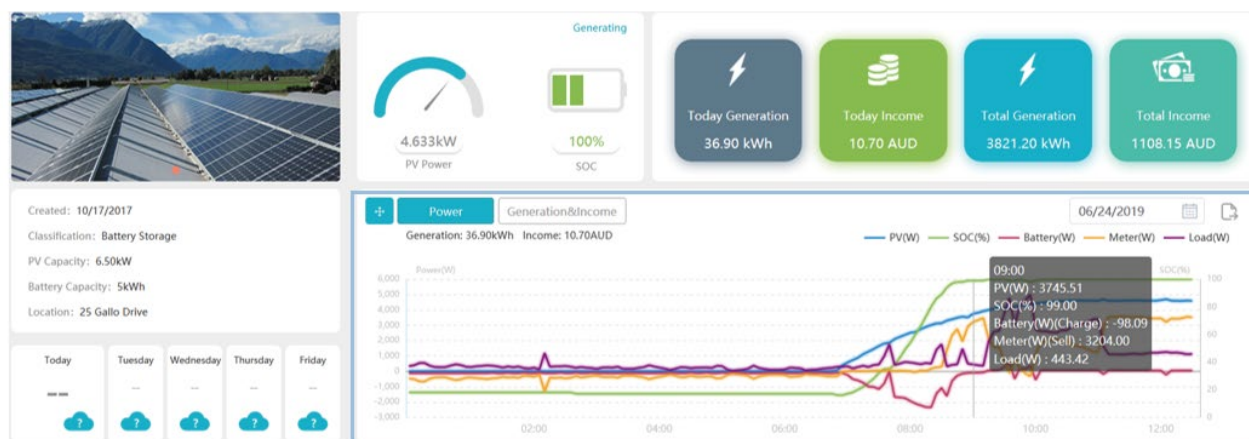 Generating
4.633kW
PV Power
100%
SOC
Today Generation
36.90 kWh
Today Income
10.70 AUD
Total Generation
3821.20 kWh
Total Income
1108.15 AUD
Created: 10/17/2017
Classification: Battery Storage
PV Capacity: 6.50kW
Battery Capacity: 5kWh
Location: 25 Gallo Drive
Today
--
?
Tuesday
--
?
Wednesday
--
?
Thursday
--
?
Friday
--
?
Power
Generation&Income
06/24/2019
Generation: 36.90kWh Income: 10.70AUD
PV(W) SOC(%) Battery(W) Meter(W) Load(W)
Power(W)
SOC(%)
6,000
5,000
4,000
3,000
2,000
1,000
0
-1,000
-2,000
-3,000
09:00
PV(W) : 3745.51
SOC(%) : 99.00
Battery(W)(Charge) : -98.09
Meter(W)(Sell) : 3204.00
Load(W) : 443.42
100
80
60
40
20
0
02:00 04:00 06:00 08:00 10:00 12:00